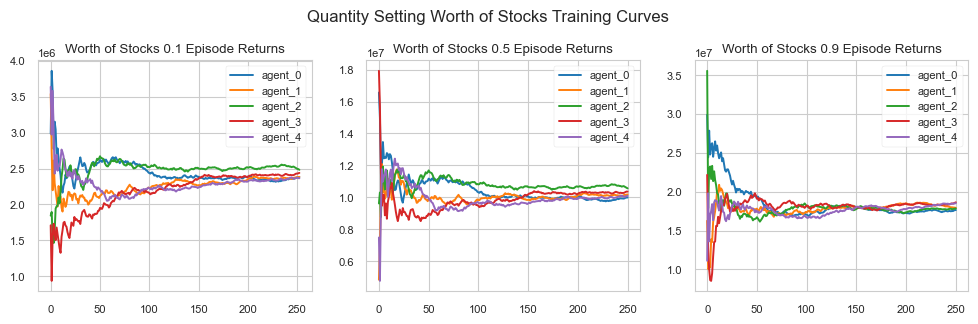 Quantity Setting Worth of Stocks Training Curves
Worth of Stocks 0.1 Episode Returns
1e6
4.0
3.5
3.0
2.5
2.0
1.5
1.0
0
50
100
150
200
250
agent_0
agent_1
agent_2
agent_3
agent_4
Worth of Stocks 0.5 Episode Returns
1e7
1.8
1.6
1.4
1.2
1.0
0.8
0.6
0
50
100
150
200
250
agent_0
agent_1
agent_2
agent_3
agent_4
Worth of Stocks 0.9 Episode Returns
1e7
3.5
3.0
2.5
2.0
1.5
1.0
0
50
100
150
200
250
agent_0
agent_1
agent_2
agent_3
agent_4